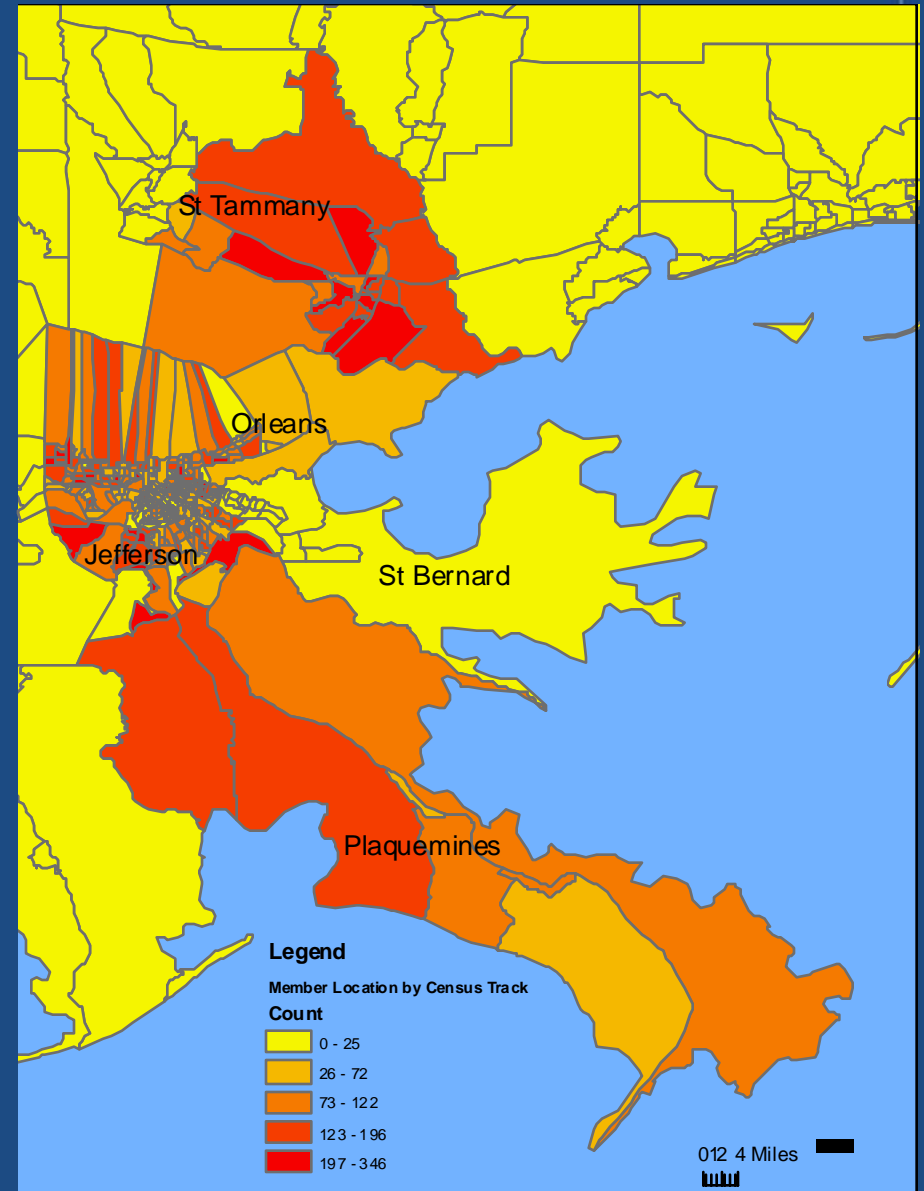 St Tammany
Orleans
Jefferson
St Bernard
Plaquemines
Legend
Member Location by Census Track
Count
0 - 25
26 - 72
73 - 122
123 - 196
197 - 346
012 4 Miles